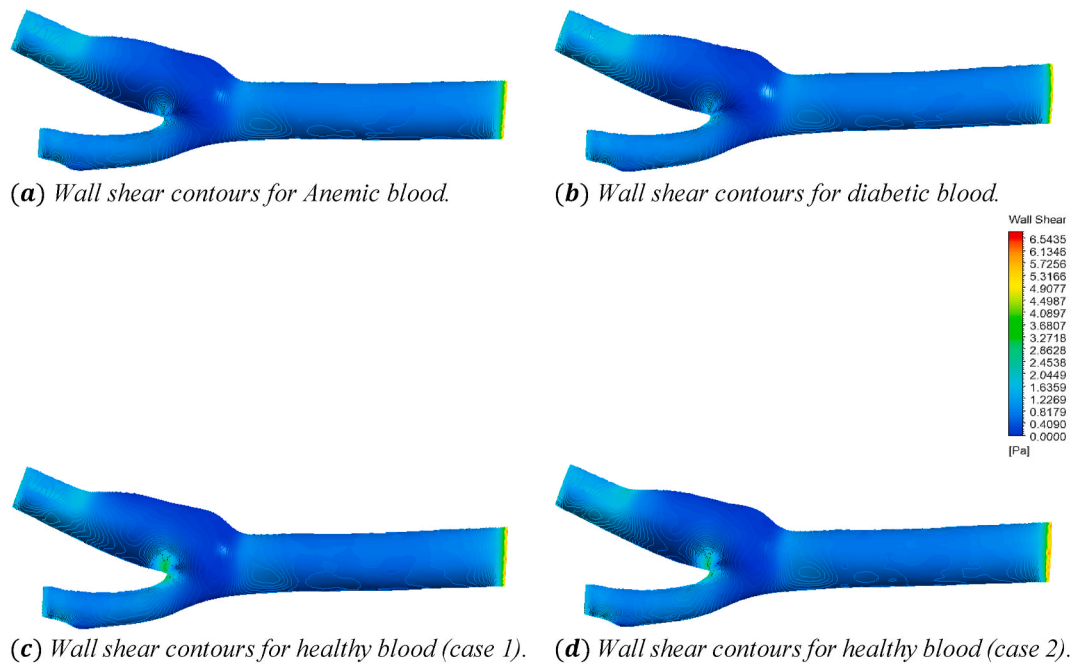 (a) Wall shear contours for Anemic blood.
(b) Wall shear contours for diabetic blood.
Wall Shear
6.5435
6.1346
5.7256
5.3166
4.9077
4.4987
4.0897
3.6807
3.2718
2.8628
2.4538
2.0449
1.6359
1.2269
0.8179
0.4090
0.0000
[Pa]
(c) Wall shear contours for healthy blood (case 1).
(d) Wall shear contours for healthy blood (case 2).